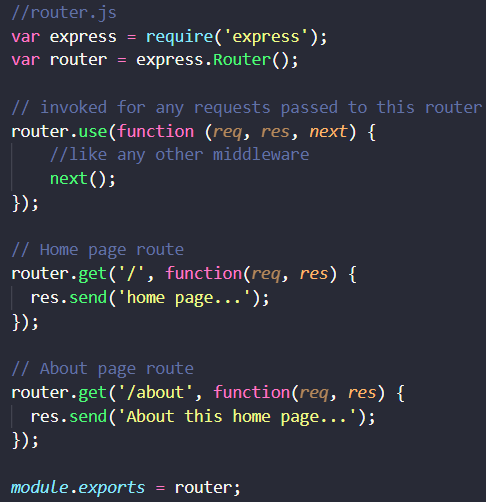 //router.js
var express = require('express');
var router = express.Router();

// invoked for any requests passed to this router
router.use(function (req, res, next) {
    //like any other middleware
    next();
});

// Home page route
router.get('/', function(req, res) {
  res.send('home page...');
});

// About page route
router.get('/about', function(req, res) {
  res.send('About this home page...');
});

module.exports = router;